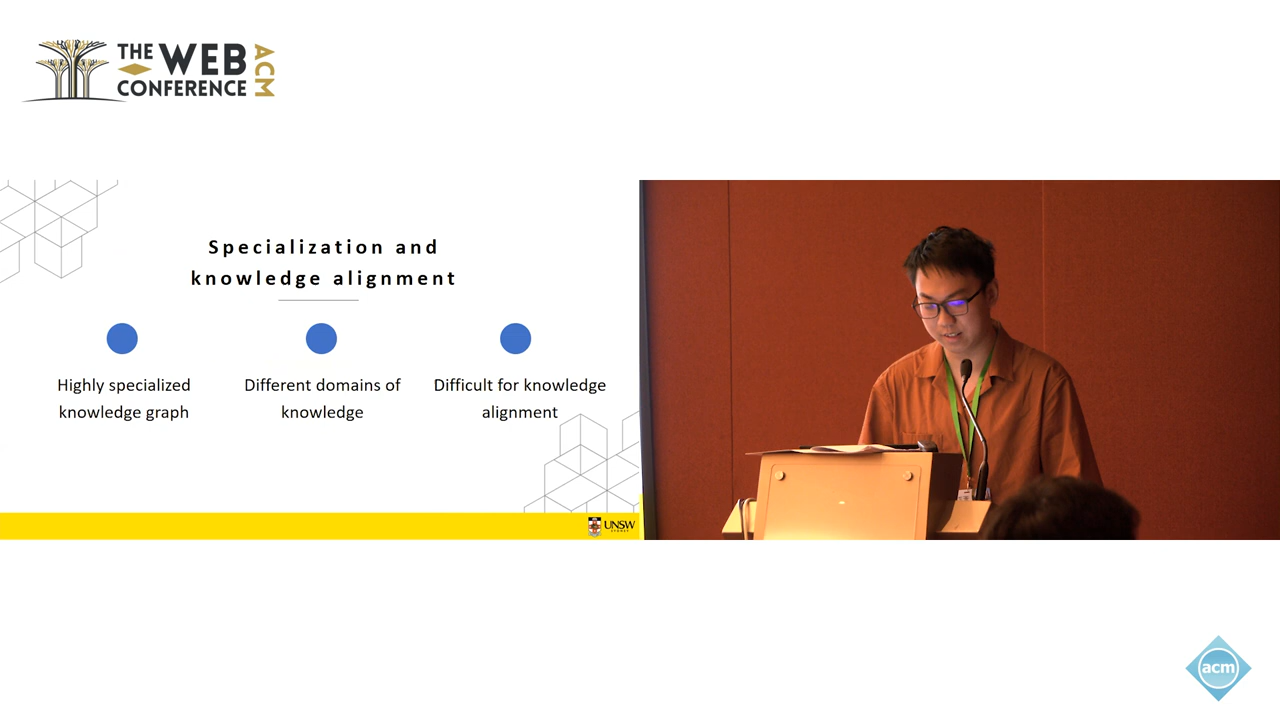 THE WEB
CONFERENCE
ACM
Specialization and
knowledge alignment
Highly specialized
knowledge graph
Different domains of
knowledge
Difficult for knowledge
alignment
UNSW
SYDNEY
acm